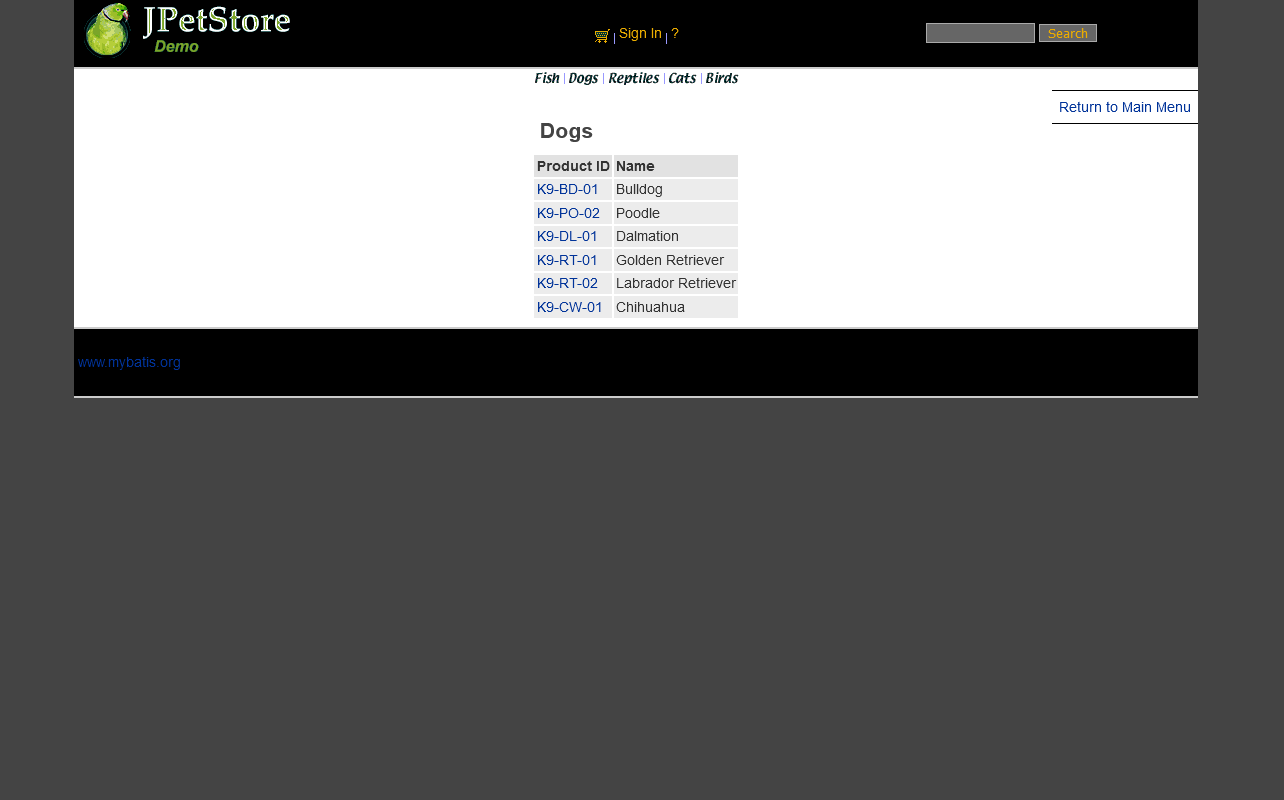 JPetStore
Demo
Sign In | ?
Search
Fish | Dogs | Reptiles | Cats | Birds
Return to Main Menu
Dogs
Product ID Name
K9-BD-01 Bulldog
K9-PO-02 Poodle
K9-DL-01 Dalmation
K9-RT-01 Golden Retriever
K9-RT-02 Labrador Retriever
K9-CW-01 Chihuahua
www.mybatis.org